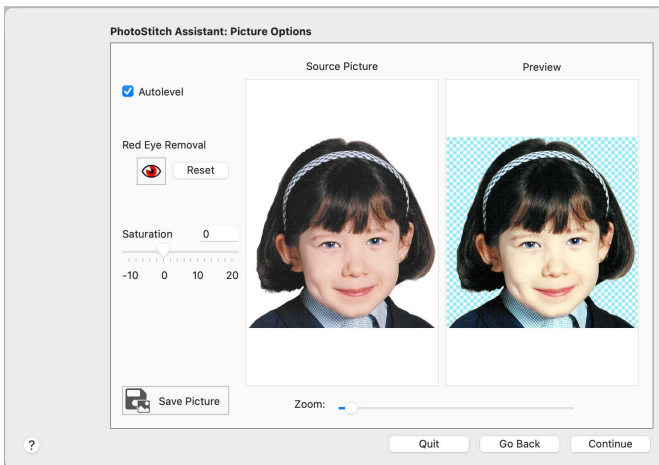 PhotoStitch Assistant: Picture Options
Source Picture
Preview
Autolevel
Red Eye Removal
Reset
Saturation 0
-10 0 10 20
Save Picture
Zoom:
? Quit Go Back Continue